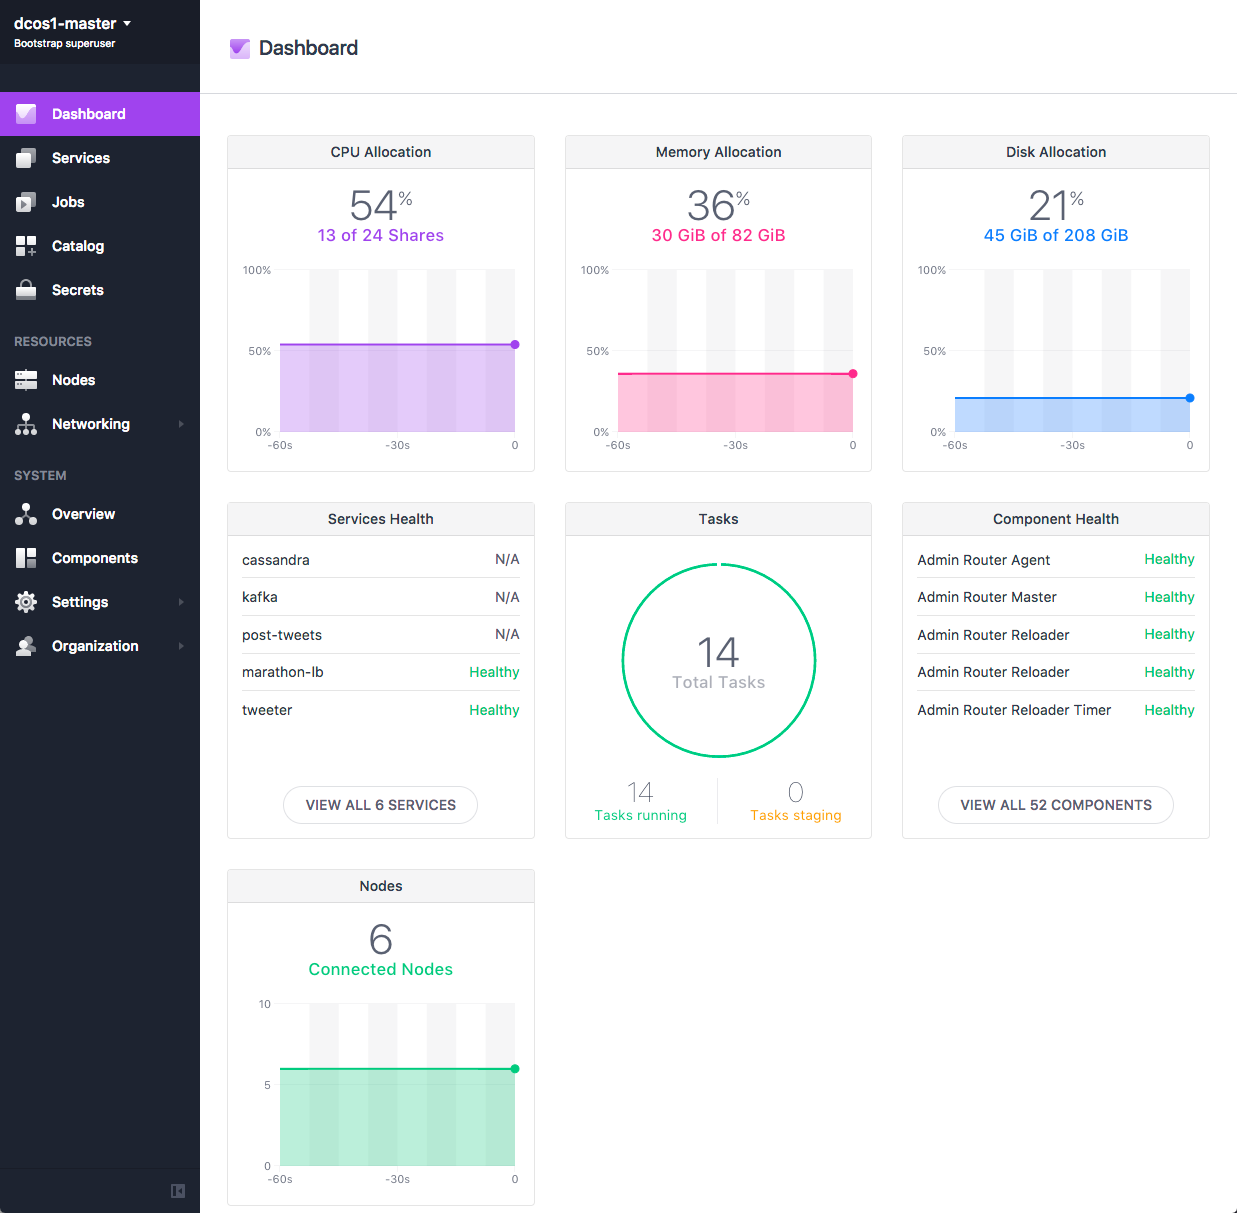 dcos1-master
Bootstrap superuser
Dashboard
Services
Jobs
Catalog
Secrets
RESOURCES
Nodes
Networking
SYSTEM
Overview
Components
Settings
Organization
Dashboard
CPU Allocation
54%
13 of 24 Shares
100%
50%
0%
-60s -30s 0
Memory Allocation
36%
30 GiB of 82 GiB
100%
50%
0%
-60s -30s 0
Disk Allocation
21%
45 GiB of 208 GiB
100%
50%
0%
-60s -30s 0
Services Health
cassandra N/A
kafka N/A
post-tweets N/A
marathon-lb Healthy
tweeter Healthy
VIEW ALL 6 SERVICES
Tasks
14
Total Tasks
14
Tasks running
0
Tasks staging
Component Health
Admin Router Agent Healthy
Admin Router Master Healthy
Admin Router Reloader Healthy
Admin Router Reloader Healthy
Admin Router Reloader Timer Healthy
VIEW ALL 52 COMPONENTS
Nodes
6
Connected Nodes
10
5
0
-60s -30s 0